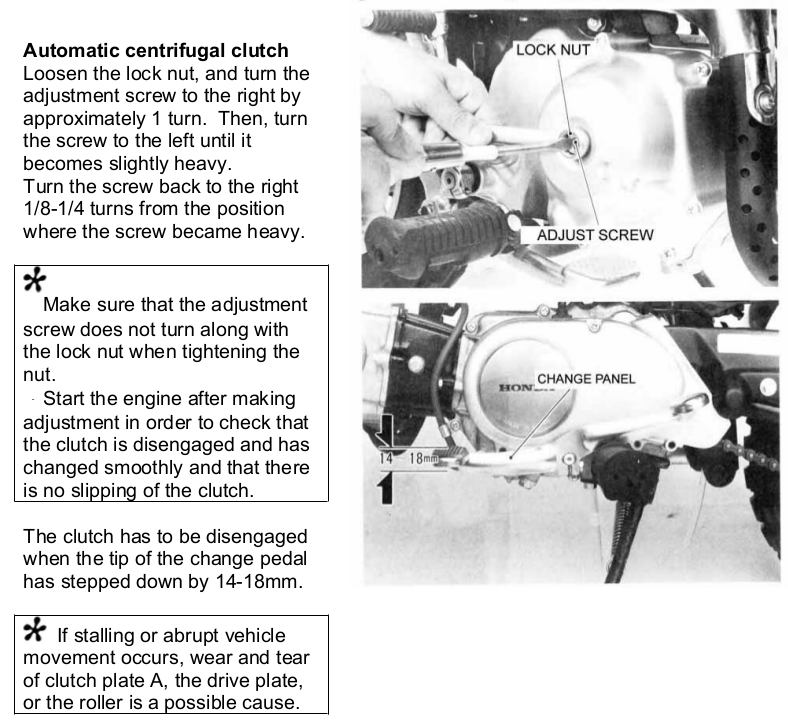 Automatic centrifugal clutch
Loosen the lock nut, and turn the
adjustment screw to the right by
approximately 1 turn.  Then, turn
the screw to the left until it
becomes slightly heavy.
Turn the screw back to the right
1/8-1/4 turns from the position
where the screw became heavy.
*
Make sure that the adjustment
screw does not turn along with
the lock nut when tightening the
nut.
Start the engine after making
adjustment in order to check that
the clutch is disengaged and has
changed smoothly and that there
is no slipping of the clutch.
The clutch has to be disengaged
when the tip of the change pedal
has stepped down by 14-18mm.
* If stalling or abrupt vehicle
movement occurs, wear and tear
of clutch plate A, the drive plate,
or the roller is a possible cause.
LOCK NUT
ADJUST SCREW
HONDA
CHANGE PANEL
14-18mm